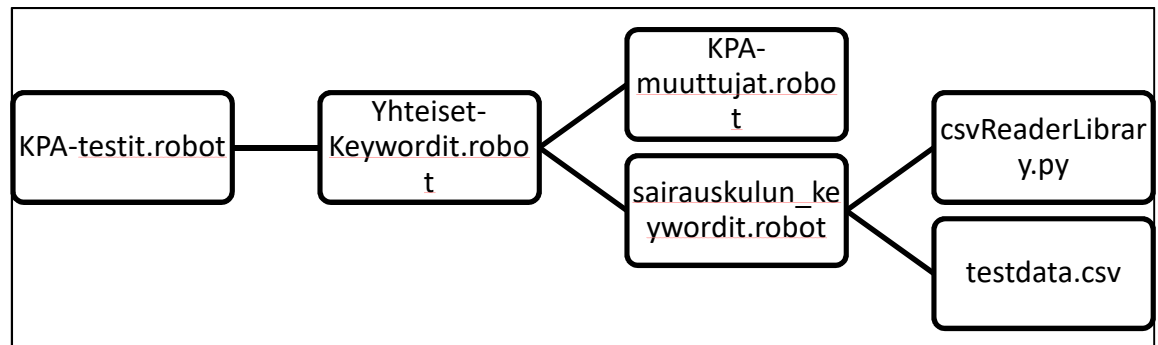 KPA-testit.robot
Yhteiset-
Keywordit.robo
t
KPA-
muuttujat.robo
t
sairauskulun_ke
ywordit.robot
csvReaderLibrar
y.py
testdata.csv